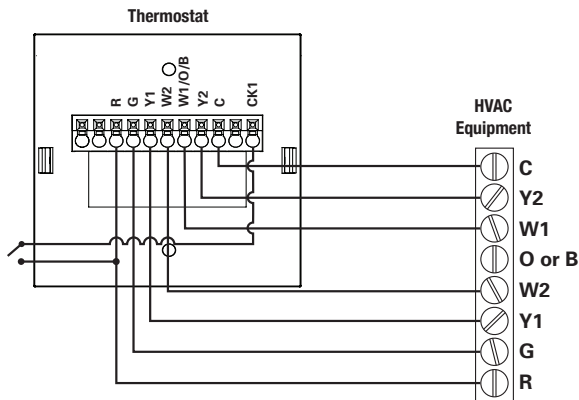 Thermostat
R G Y1 W2 W1/O/B Y2 C CK1
HVAC
Equipment
C
Y2
W1
O or B
W2
Y1
G
R